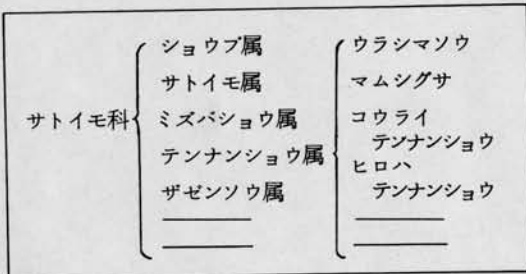 サトイモ科
ショウブ属
サトイモ属
ミズバショウ属
テンナンショウ属
ザゼンソウ属
ウラシマソウ
マムシグサ
コウライ
テンナンショウ
ヒロハ
テンナンショウ